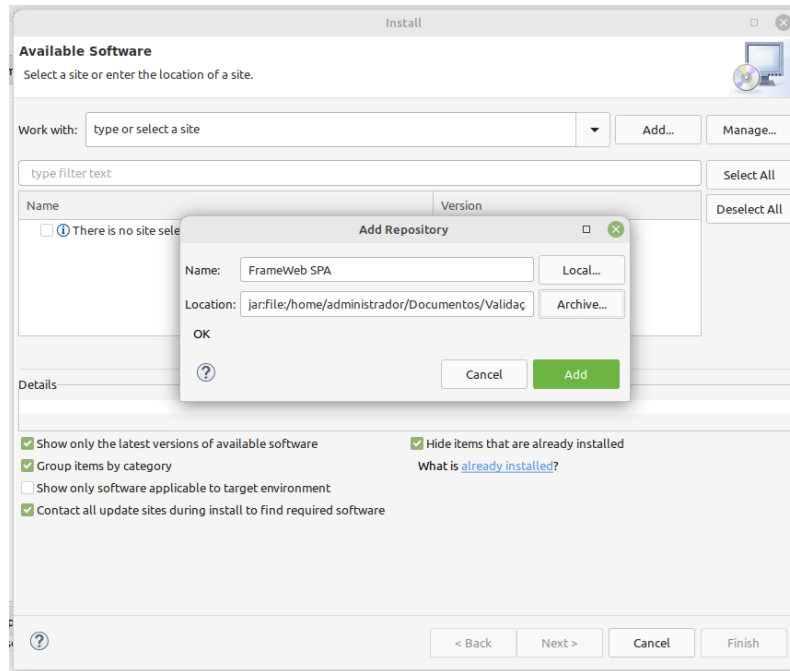 Install
Available Software
Select a site or enter the location of a site.
Work with: type or select a site Add... Manage...
type filter text Select All
Name Version Deselect All
There is no site sele
Add Repository
Name: FrameWeb SPA Local...
Location: jar:file:/home/administrador/Documentos/Validaç Archive...
OK
Cancel Add
Details
Show only the latest versions of available software Hide items that are already installed
Group items by category What is already installed?
Show only software applicable to target environment
Contact all update sites during install to find required software
< Back Next > Cancel Finish